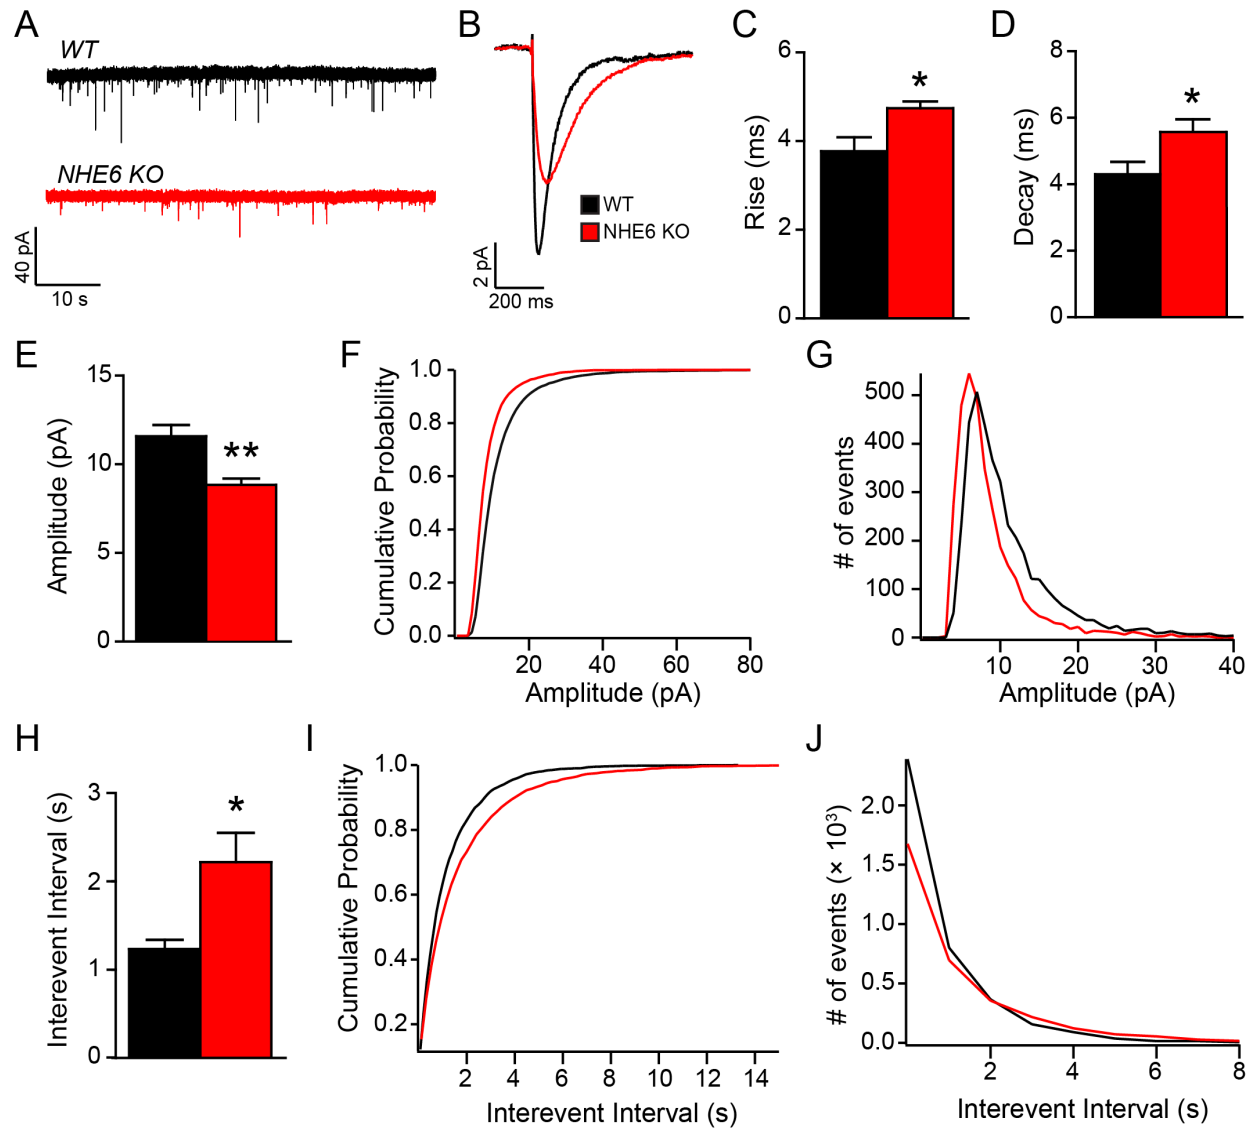 A
WT
NHE6 KO
40 pA
10 s
B
WT
NHE6 KO
2 pA
200 ms
C
Rise (ms)
6
4
2
0
*
D
Decay (ms)
8
6
4
2
0
*
E
Amplitude (pA)
15
10
5
0
**
F
Cumulative Probability
1.0
0.8
0.6
0.4
0.2
0.0
20 40 60 80
Amplitude (pA)
G
# of events
500
400
300
200
100
0
10 20 30 40
Amplitude (pA)
H
Interevent Interval (s)
3
2
1
0
*
I
Cumulative Probability
1.0
0.8
0.6
0.4
0.2
2 4 6 8 10 12 14
Interevent Interval (s)
J
# of events (× 10³)
2.0
1.5
1.0
0.5
0.0
2 4 6 8
Interevent Interval (s)